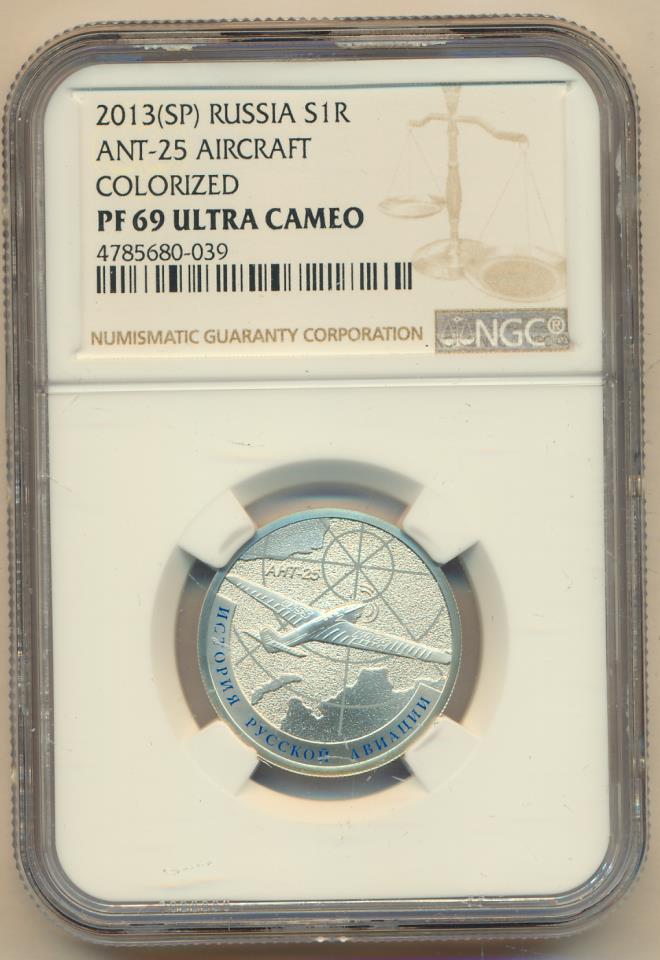 2013(SP) RUSSIA S1R
ANT-25 AIRCRAFT
COLORIZED
PF 69 ULTRA CAMEO
4785680-039
NUMISMATIC GUARANTY CORPORATION
NGC®
АНТ-25
ИСТОРИЯ РУССКОЙ АВИАЦИИ